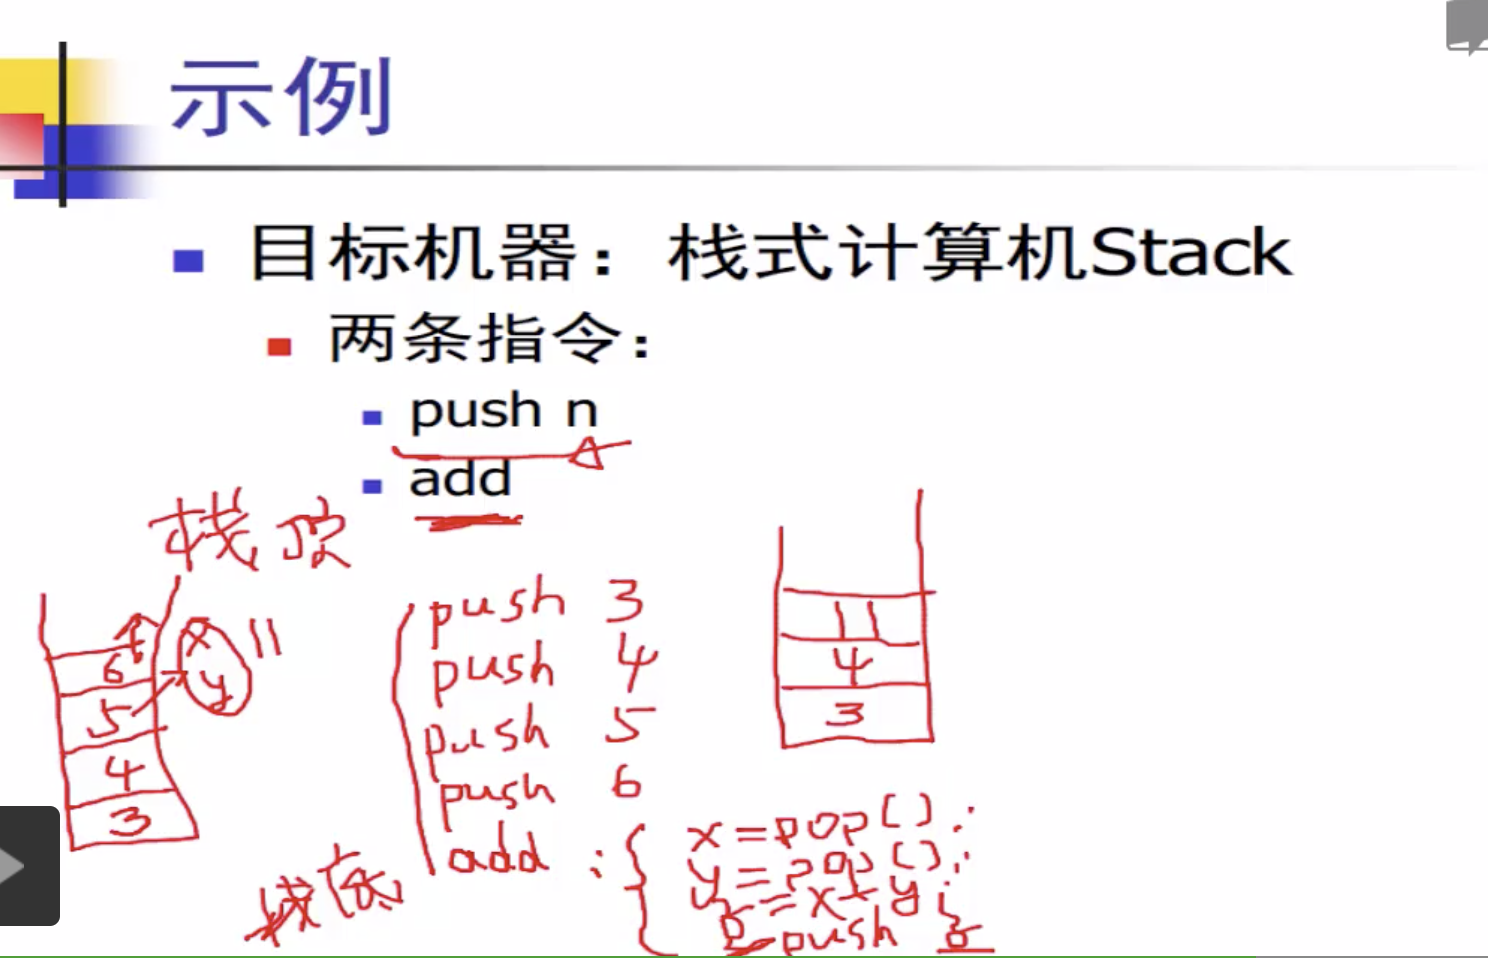 示例
目标机器：栈式计算机Stack
两条指令：
push n
add
栈顶
6
5
4
3
x
y
11
push 3
push 4
push 5
push 6
add : {
x = pop();
y = pop();
z = x + y;
push z
11
4
3
栈底